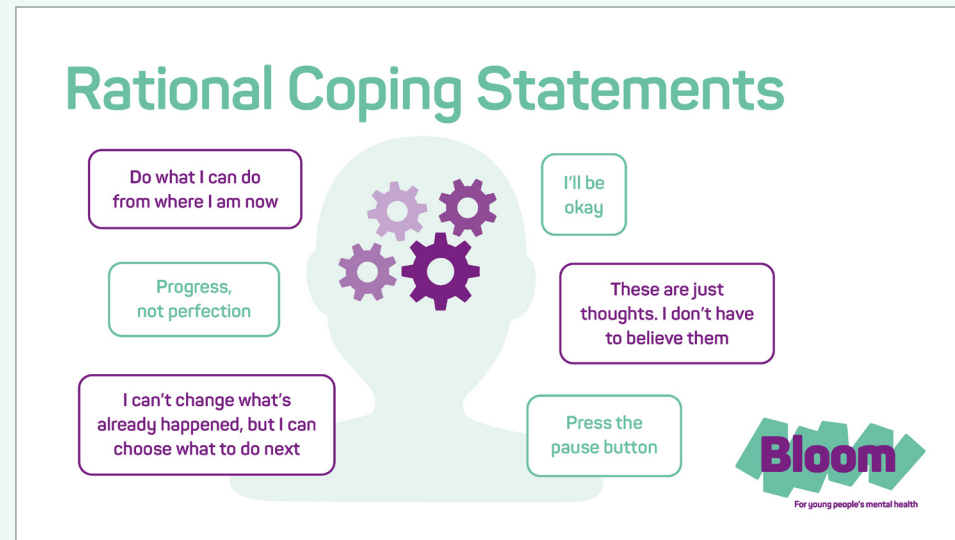 Rational Coping Statements
Do what I can do
from where I am now
I'll be
okay
Progress,
not perfection
These are just
thoughts. I don't have
to believe them
I can't change what's
already happened, but I can
choose what to do next
Press the
pause button
Bloom
For young people's mental health